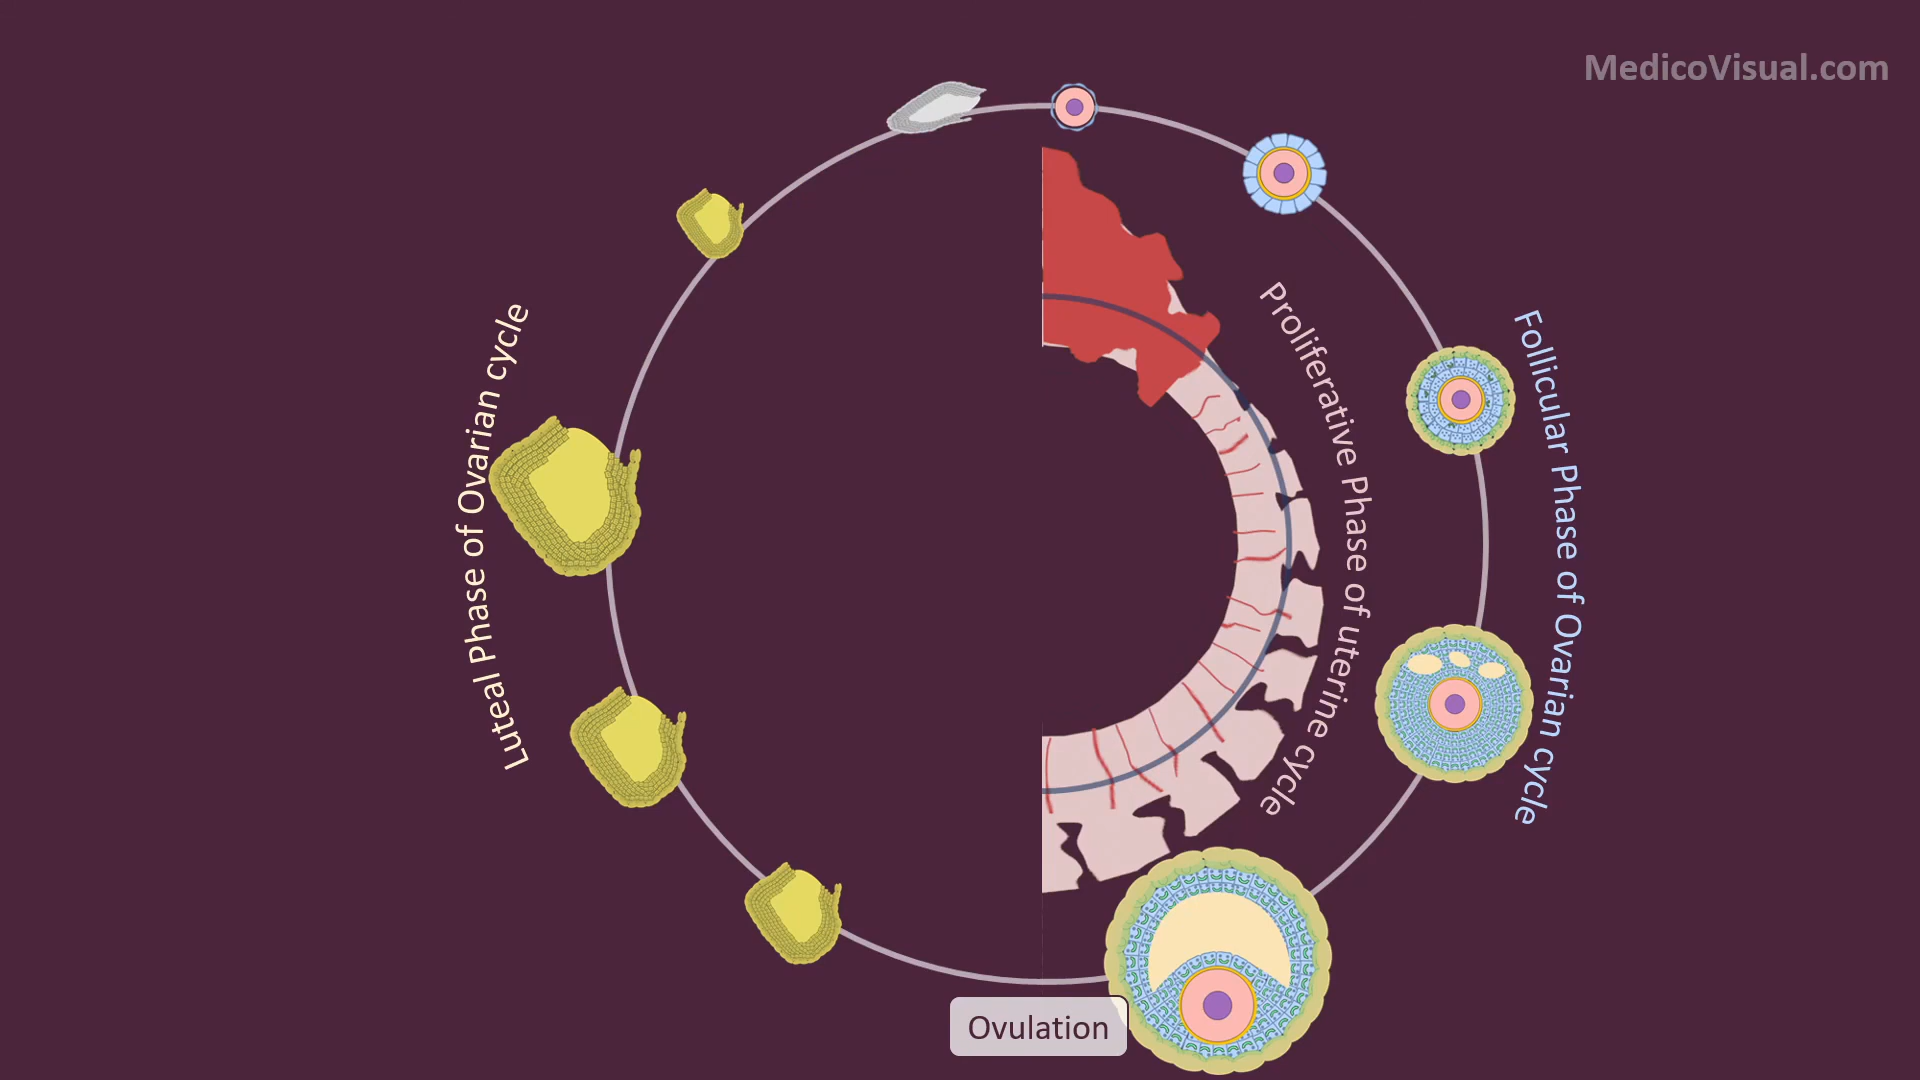 MedicoVisual.com
Luteal Phase of Ovarian cycle
Proliferative Phase of uterine cycle
Follicular Phase of Ovarian cycle
Ovulation